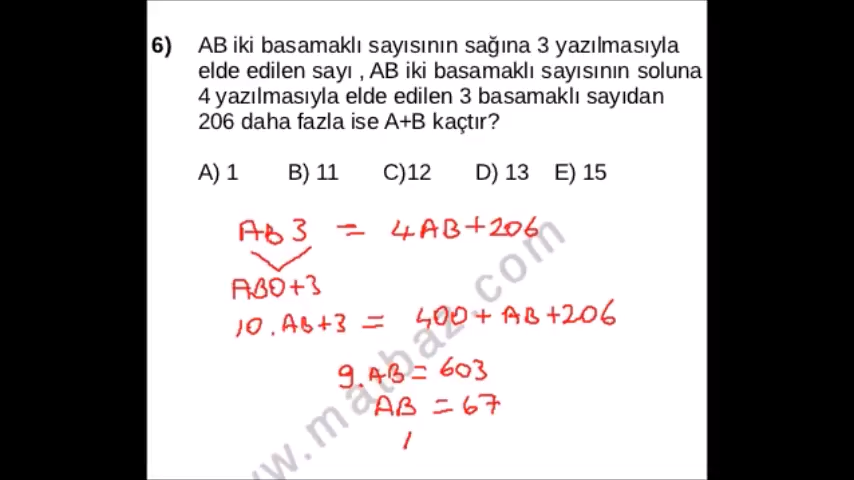 6) AB iki basamaklı sayısının sağına 3 yazılmasıyla
elde edilen sayı , AB iki basamaklı sayısının soluna
4 yazılmasıyla elde edilen 3 basamaklı sayıdan
206 daha fazla ise A+B kaçtır?
A) 1 B) 11 C)12 D) 13 E) 15
AB3 = 4AB+206
AB0+3
10.AB+3 = 400+AB+206
9.AB = 603
AB = 67
w.matbaz.com